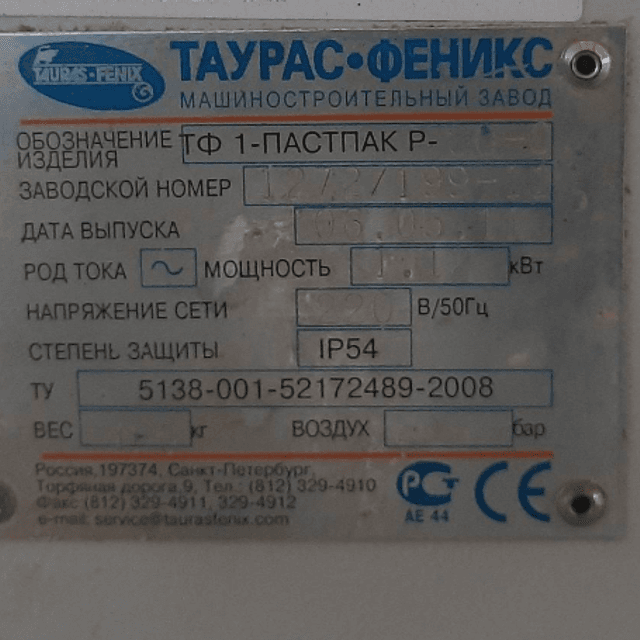 TAURAS-FENIX
ТАУРАС•ФЕНИКС
МАШИНОСТРОИТЕЛЬНЫЙ ЗАВОД
ОБОЗНАЧЕНИЕ ИЗДЕЛИЯ ТФ 1-ПАСТПАК Р-
ЗАВОДСКОЙ НОМЕР
ДАТА ВЫПУСКА
РОД ТОКА ~ МОЩНОСТЬ кВт
НАПРЯЖЕНИЕ СЕТИ 220 В/50Гц
СТЕПЕНЬ ЗАЩИТЫ IP54
ТУ 5138-001-52172489-2008
ВЕС кг ВОЗДУХ бар
Россия,197374, Санкт-Петербург,
Торфяная дорога 9, Тел.: (812) 329-4910
Факс (812) 329-4911, 329-4912
e-mail: service@taurasfenix.com
РСТ CE
АЕ 44